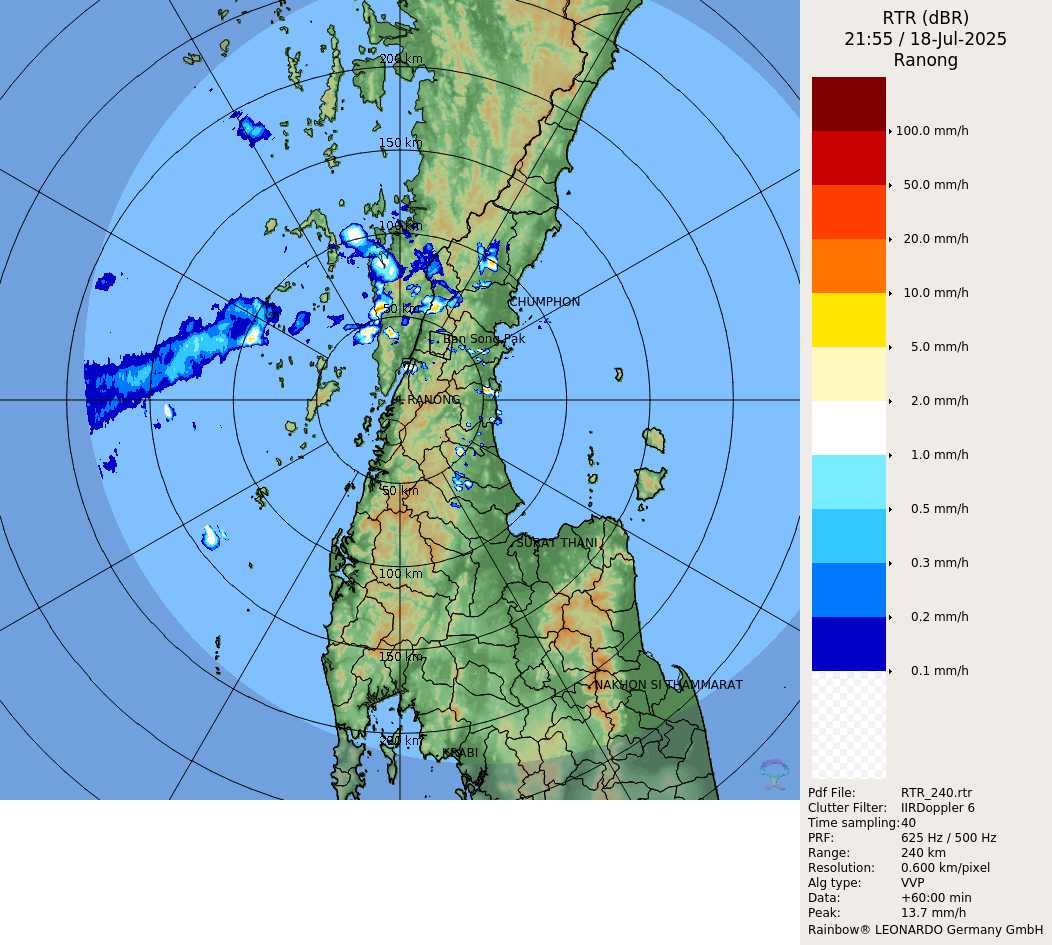 RTR (dBR)
21:55 / 18-Jul-2025
Ranong
200 km
150 km
100 km
50 km
CHUMPHON
Ban Song Pak
RANONG
50 km
SURAT THANI
100 km
150 km
NAKHON SI THAMMARAT
200 km
KRABI
100.0 mm/h
50.0 mm/h
20.0 mm/h
10.0 mm/h
5.0 mm/h
2.0 mm/h
1.0 mm/h
0.5 mm/h
0.3 mm/h
0.2 mm/h
0.1 mm/h
Pdf File: RTR_240.rtr
Clutter Filter: IIRDoppler 6
Time sampling:40
PRF: 625 Hz / 500 Hz
Range: 240 km
Resolution: 0.600 km/pixel
Alg type: VVP
Data: +60:00 min
Peak: 13.7 mm/h
Rainbow® LEONARDO Germany GmbH